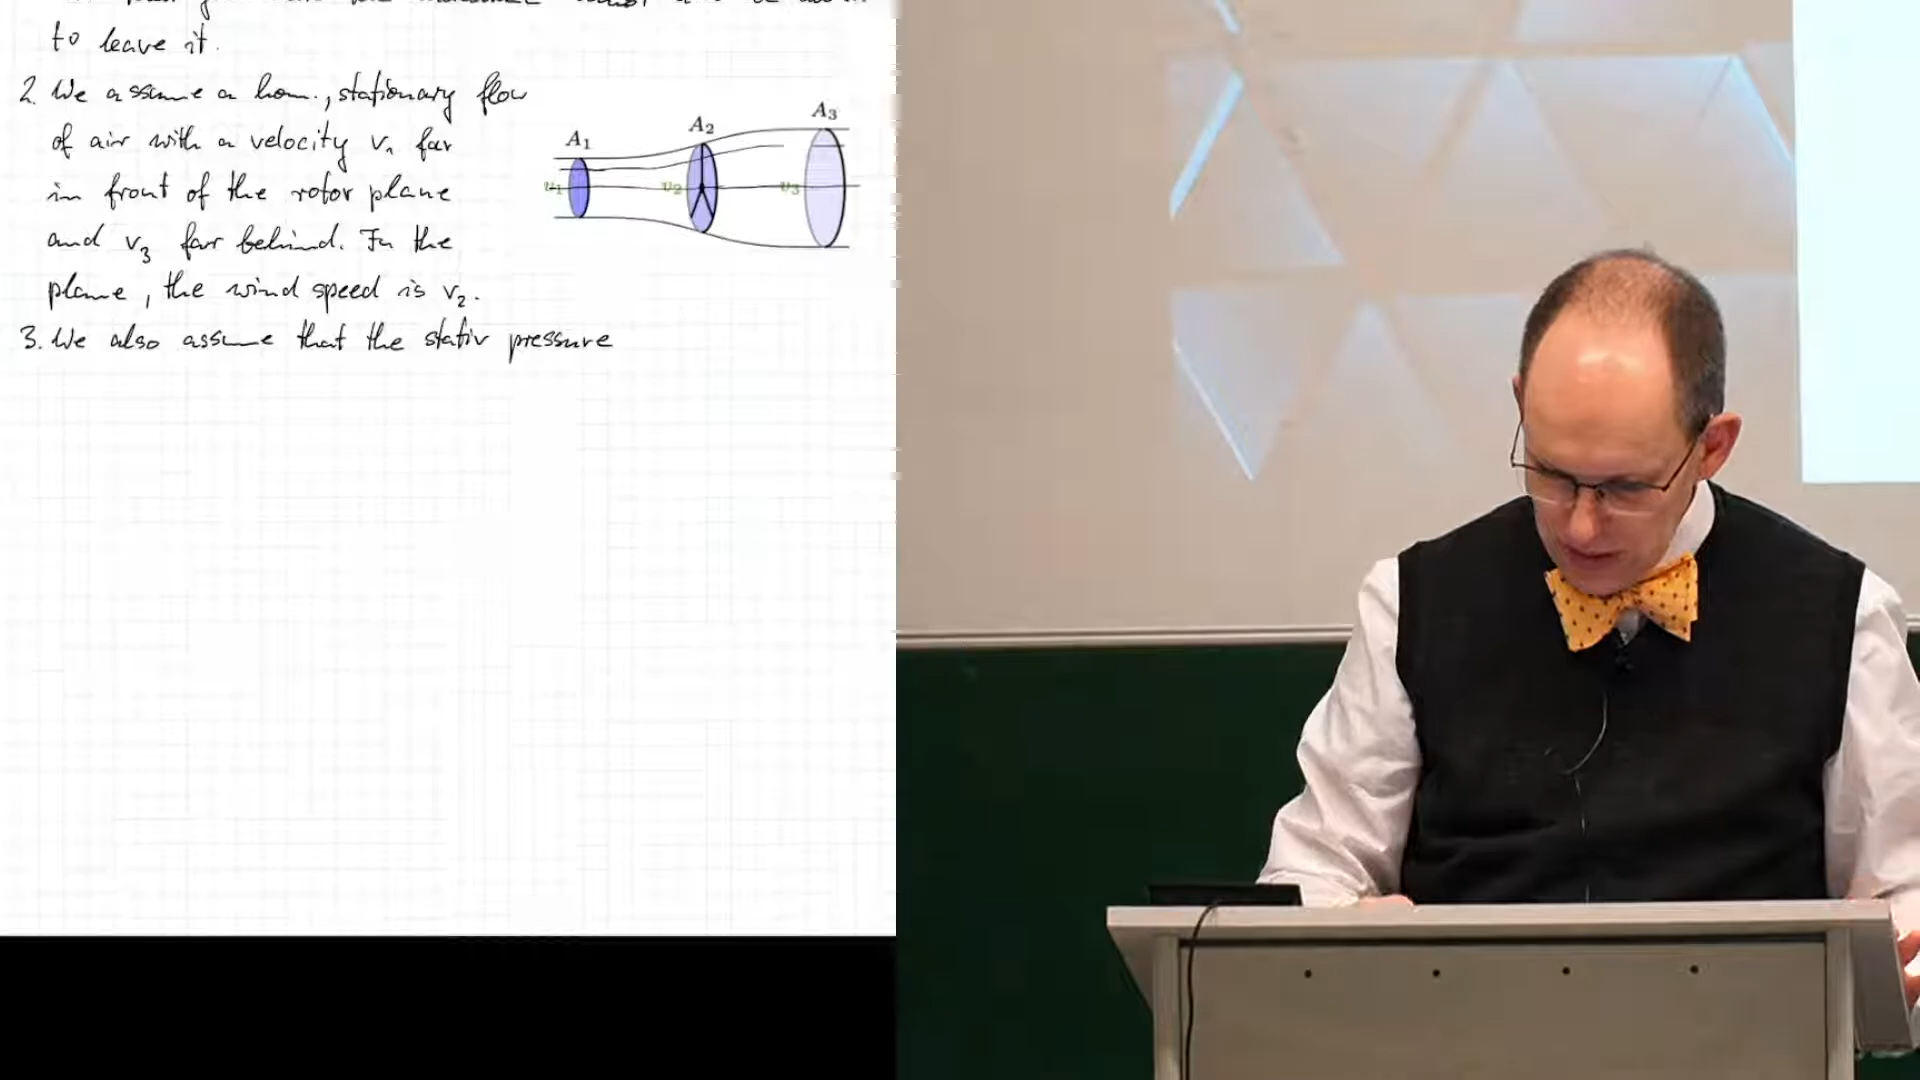 to leave it.
2. We assume a hom., stationary flow
of air with a velocity v₁ far
in front of the rotor plane
and v₃ far behind. In the
plane, the wind speed is v₂.
3. We also assume that the static pressure
A₁
A₂
A₃
v₁
v₂
v₃